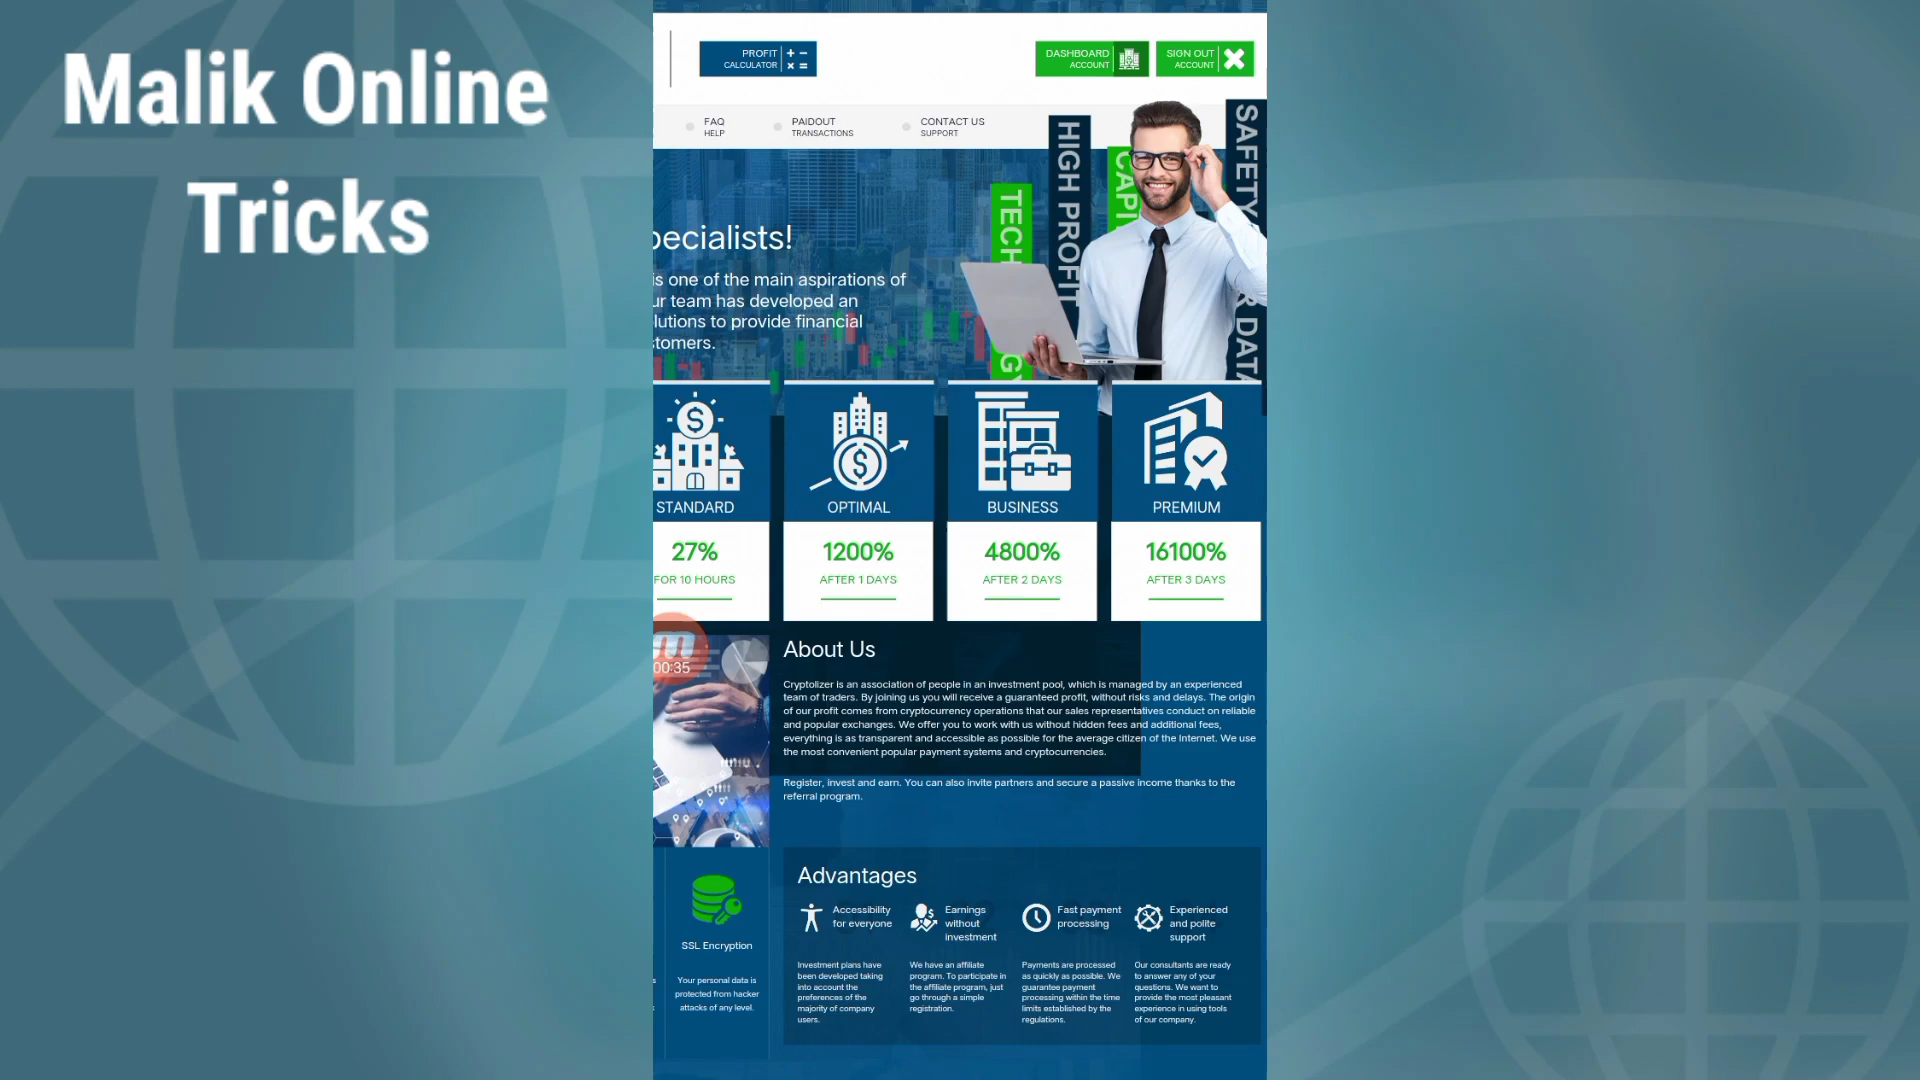 Malik Online
Tricks
PROFIT
CALCULATOR
DASHBOARD
ACCOUNT
SIGN OUT
ACCOUNT
FAQ
HELP
PAIDOUT
TRANSACTIONS
CONTACT US
SUPPORT
TECH
GY
HIGH PROFIT
CAPI
SAFETY
R DATA
pecialists!
is one of the main aspirations of
ur team has developed an
lutions to provide financial
stomers.
STANDARD
27%
FOR 10 HOURS
OPTIMAL
1200%
AFTER 1 DAYS
BUSINESS
4800%
AFTER 2 DAYS
PREMIUM
16100%
AFTER 3 DAYS
m
00:35
About Us
Cryptolizer is an association of people in an investment pool, which is managed by an experienced
team of traders. By joining us you will receive a guaranteed profit, without risks and delays. The origin
of our profit comes from cryptocurrency operations that our sales representatives conduct on reliable
and popular exchanges. We offer you to work with us without hidden fees and additional fees,
everything is as transparent and accessible as possible for the average citizen of the Internet. We use
the most convenient popular payment systems and cryptocurrencies.
Register, invest and earn. You can also invite partners and secure a passive income thanks to the
referral program.
SSL Encryption
Your personal data is
protected from hacker
attacks of any level.
Advantages
Accessibility
for everyone
Investment plans have
been developed taking
into account the
preferences of the
majority of company
users.
Earnings
without
investment
We have an affiliate
program. To participate in
the affiliate program, just
go through a simple
registration.
Fast payment
processing
Payments are processed
as quickly as possible. We
guarantee payment
processing within the time
limits established by the
regulations.
Experienced
and polite
support
Our consultants are ready
to answer any of your
questions. We want to
provide the most pleasant
experience in using tools
of our company.